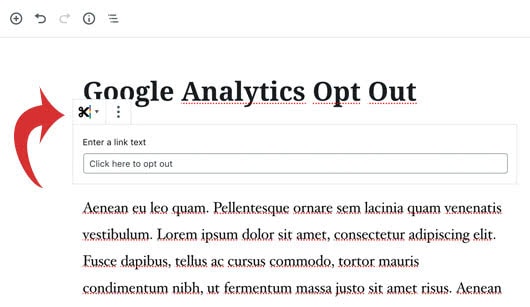 Google Analytics Opt Out
Enter a link text
Click here to opt out
Aenean eu leo quam. Pellentesque ornare sem lacinia quam venenatis
vestibulum. Lorem ipsum dolor sit amet, consectetur adipiscing elit.
Fusce dapibus, tellus ac cursus commodo, tortor mauris
condimentum nibh, ut fermentum massa justo sit amet risus. Aenean